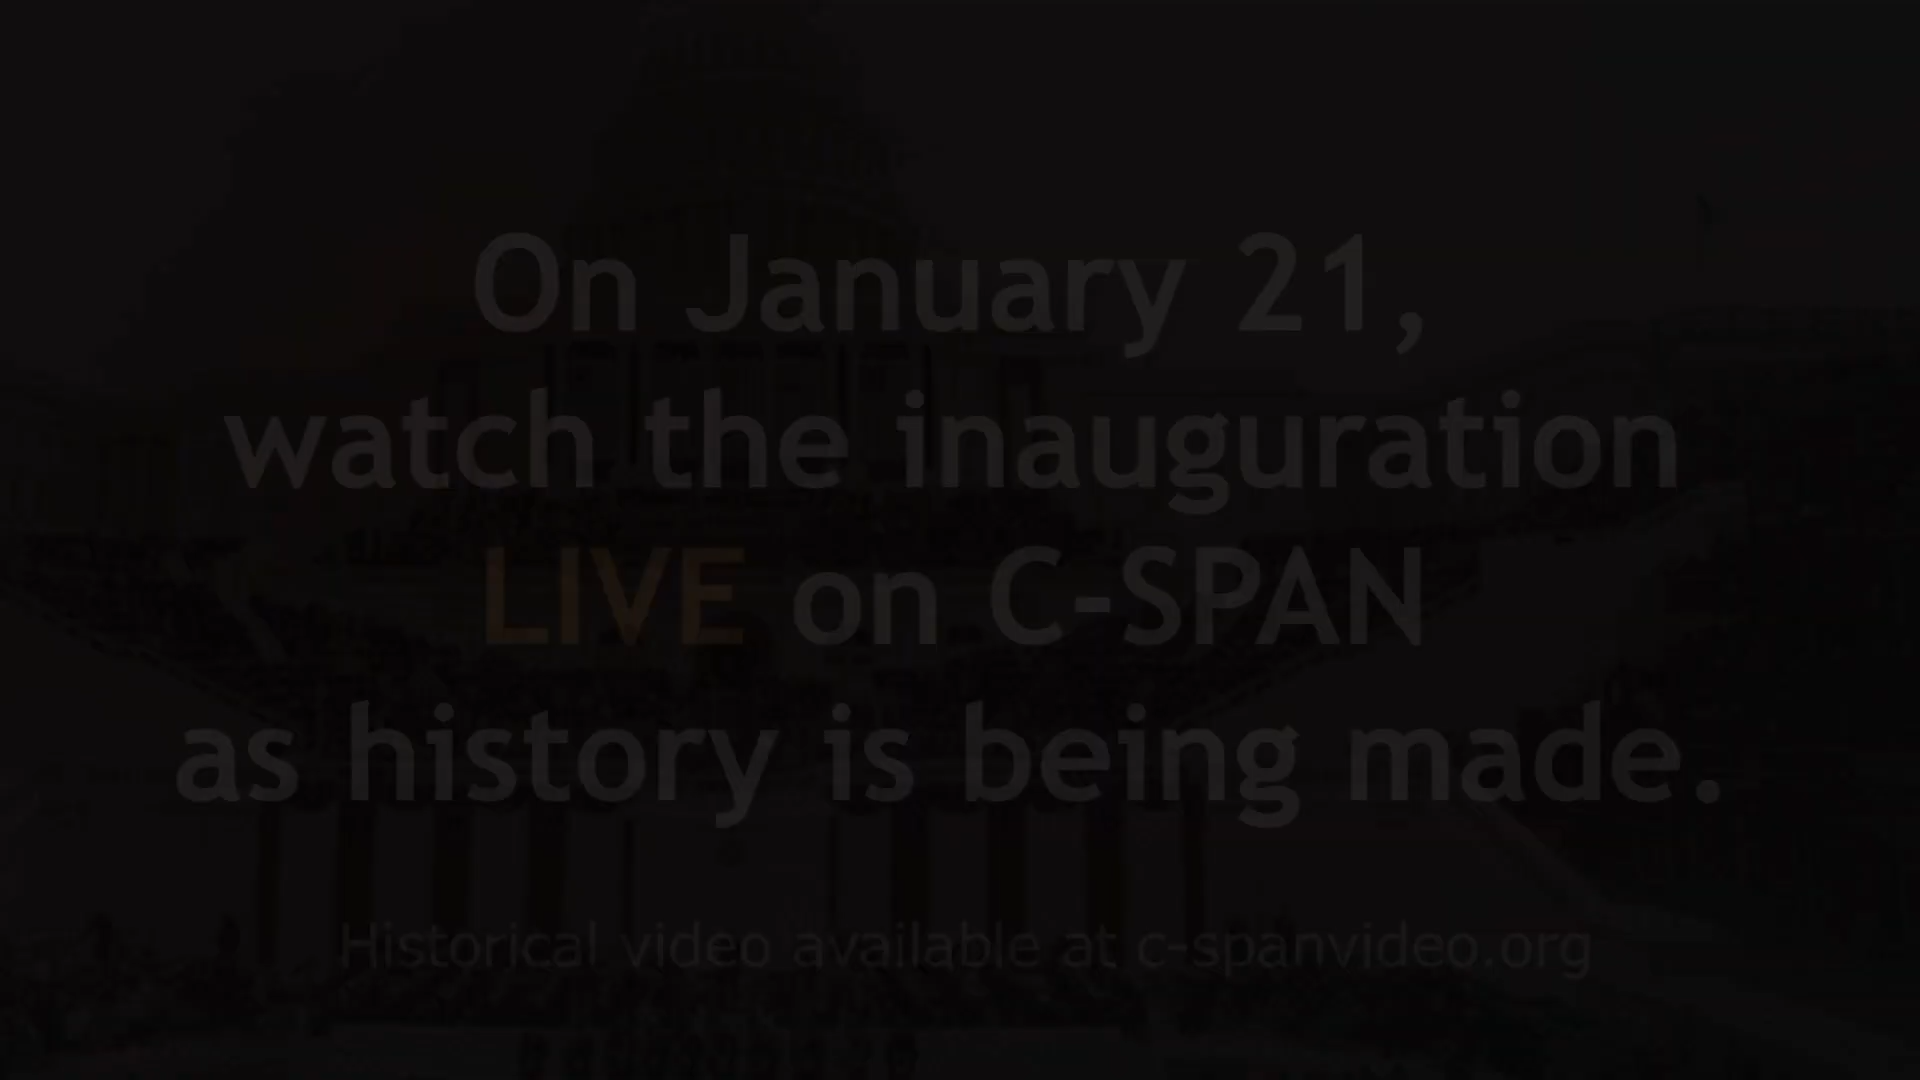 On January 21,
watch the inauguration
LIVE on C-SPAN
as history is being made.
Historical video available at c-spanvideo.org